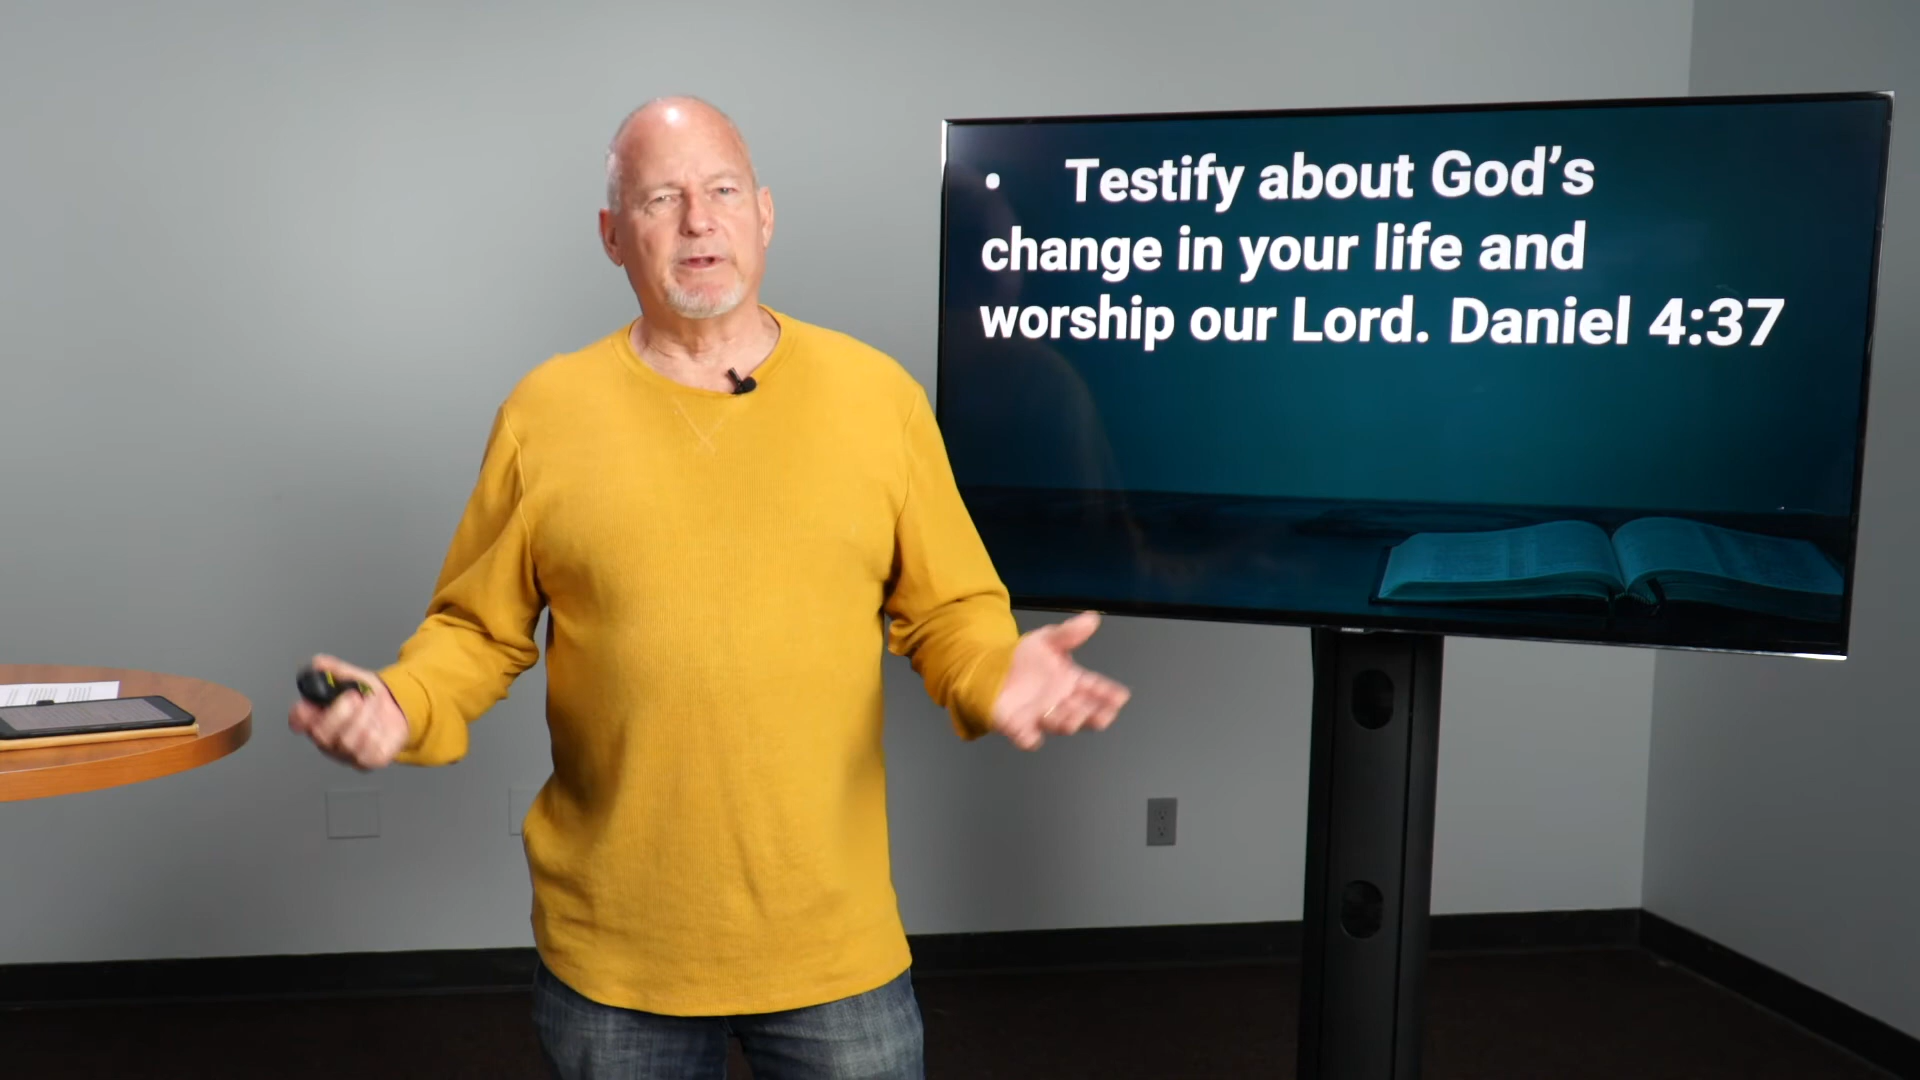 • Testify about God's
change in your life and
worship our Lord. Daniel 4:37